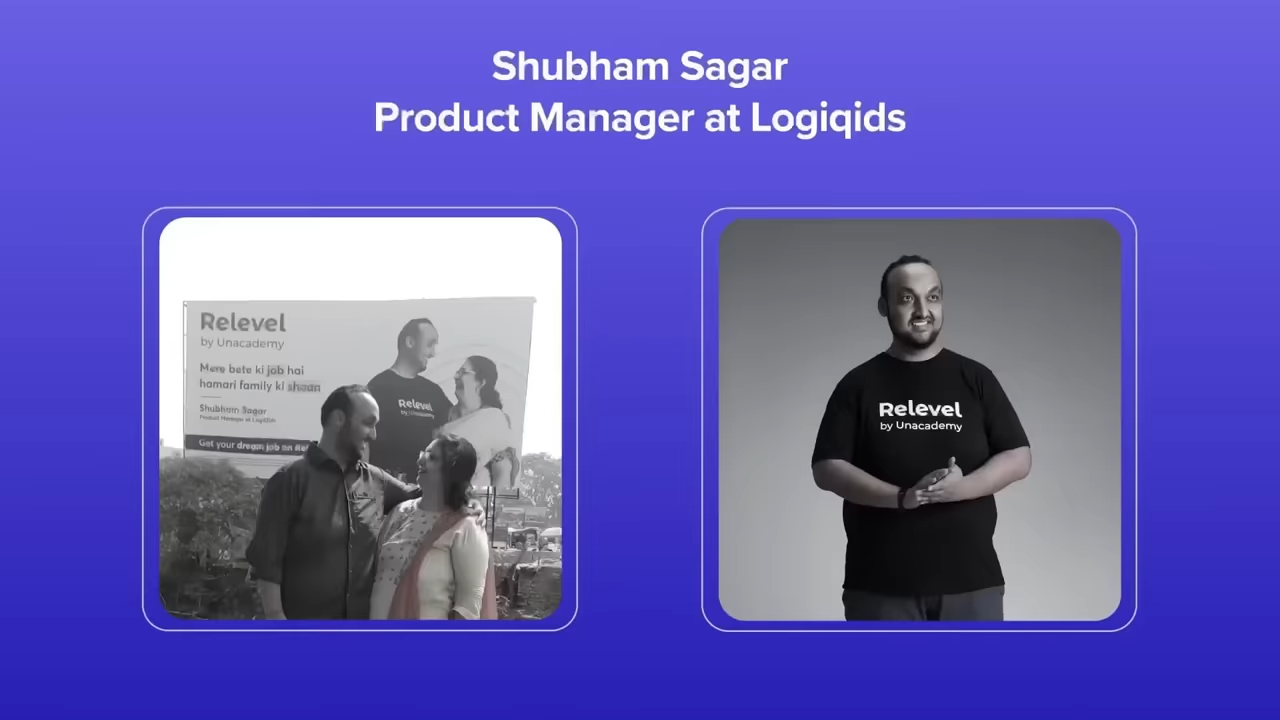 Shubham Sagar
Product Manager at Logiqids
Relevel
by Unacademy
Mere bete ki job hai
hamari family ki shaan
Shubham Sagar
Product Manager at LogiQids
Get your dream job on
Relevel
by Unacademy
Relevel
by Unacademy